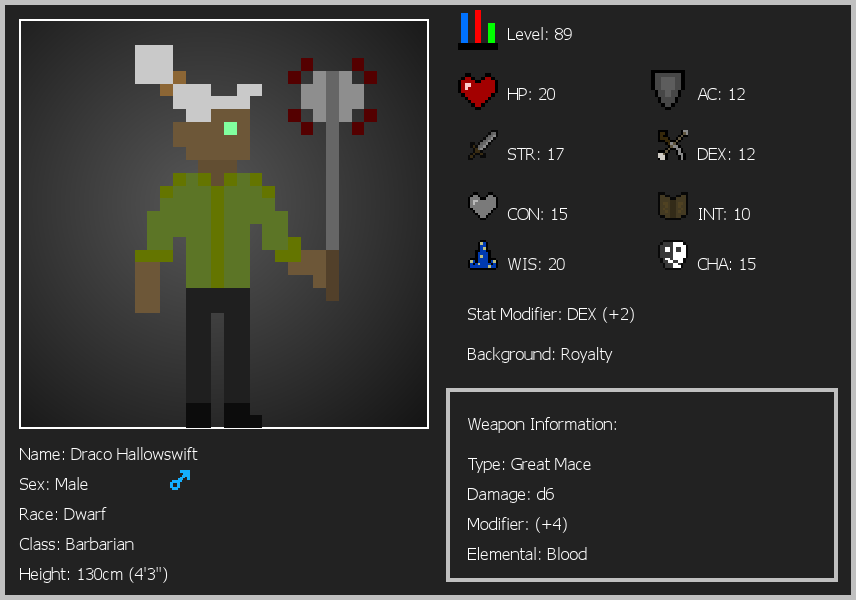 Level: 89
HP: 20
AC: 12
STR: 17
DEX: 12
CON: 15
INT: 10
WIS: 20
CHA: 15
Stat Modifier: DEX (+2)
Background: Royalty
Weapon Information:
Type: Great Mace
Damage: d6
Modifier: (+4)
Elemental: Blood
Name: Draco Hallowswift
Sex: Male
Race: Dwarf
Class: Barbarian
Height: 130cm (4'3")